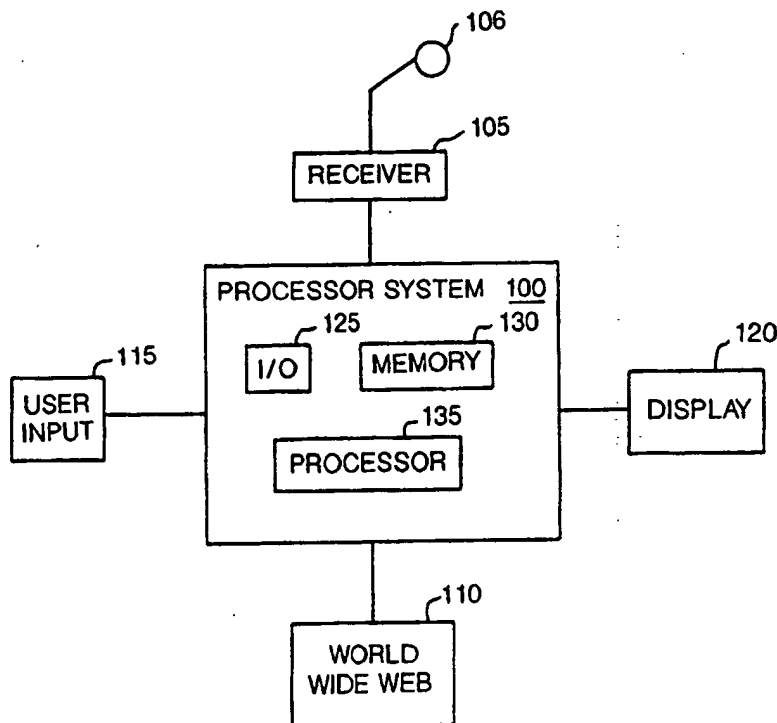 106
105
RECEIVER
PROCESSOR SYSTEM 100
125
130
I/O
MEMORY
115
USER
INPUT
120
DISPLAY
135
PROCESSOR
110
WORLD
WIDE WEB